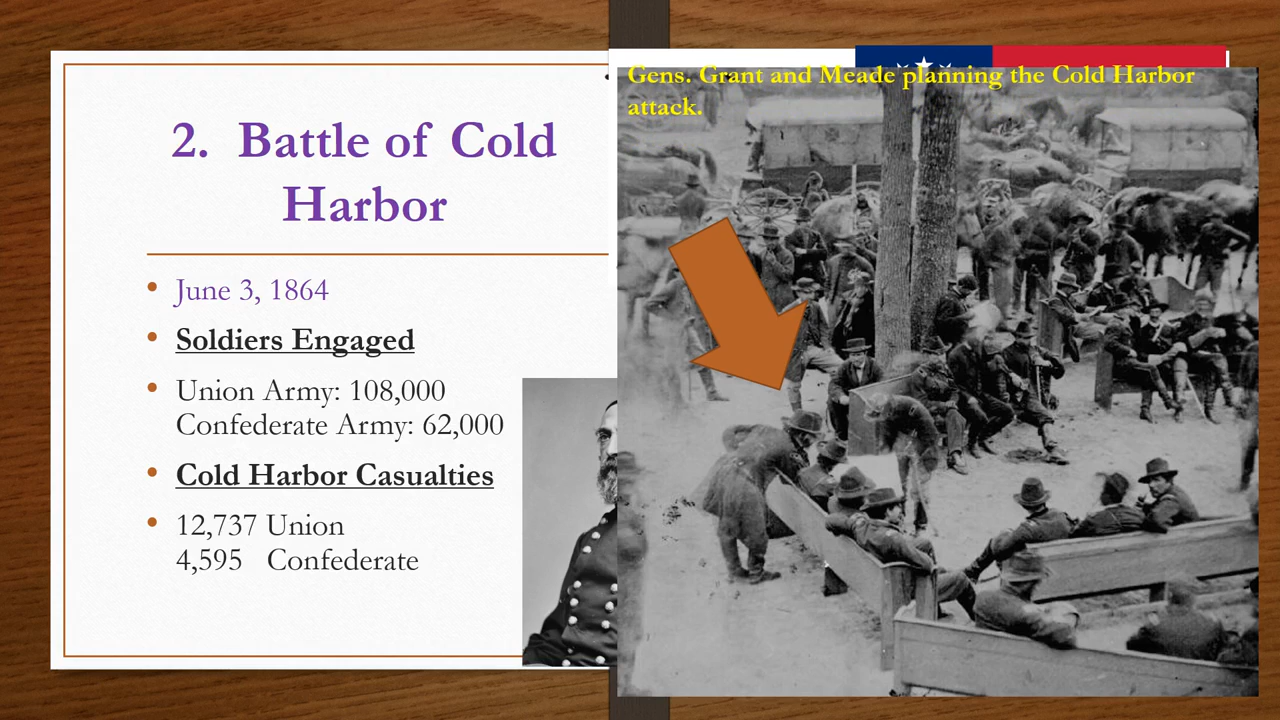 Gens. Grant and Meade planning the Cold Harbor
attack.
2. Battle of Cold
Harbor
• June 3, 1864
• Soldiers Engaged
• Union Army: 108,000
Confederate Army: 62,000
• Cold Harbor Casualties
• 12,737 Union
4,595 Confederate